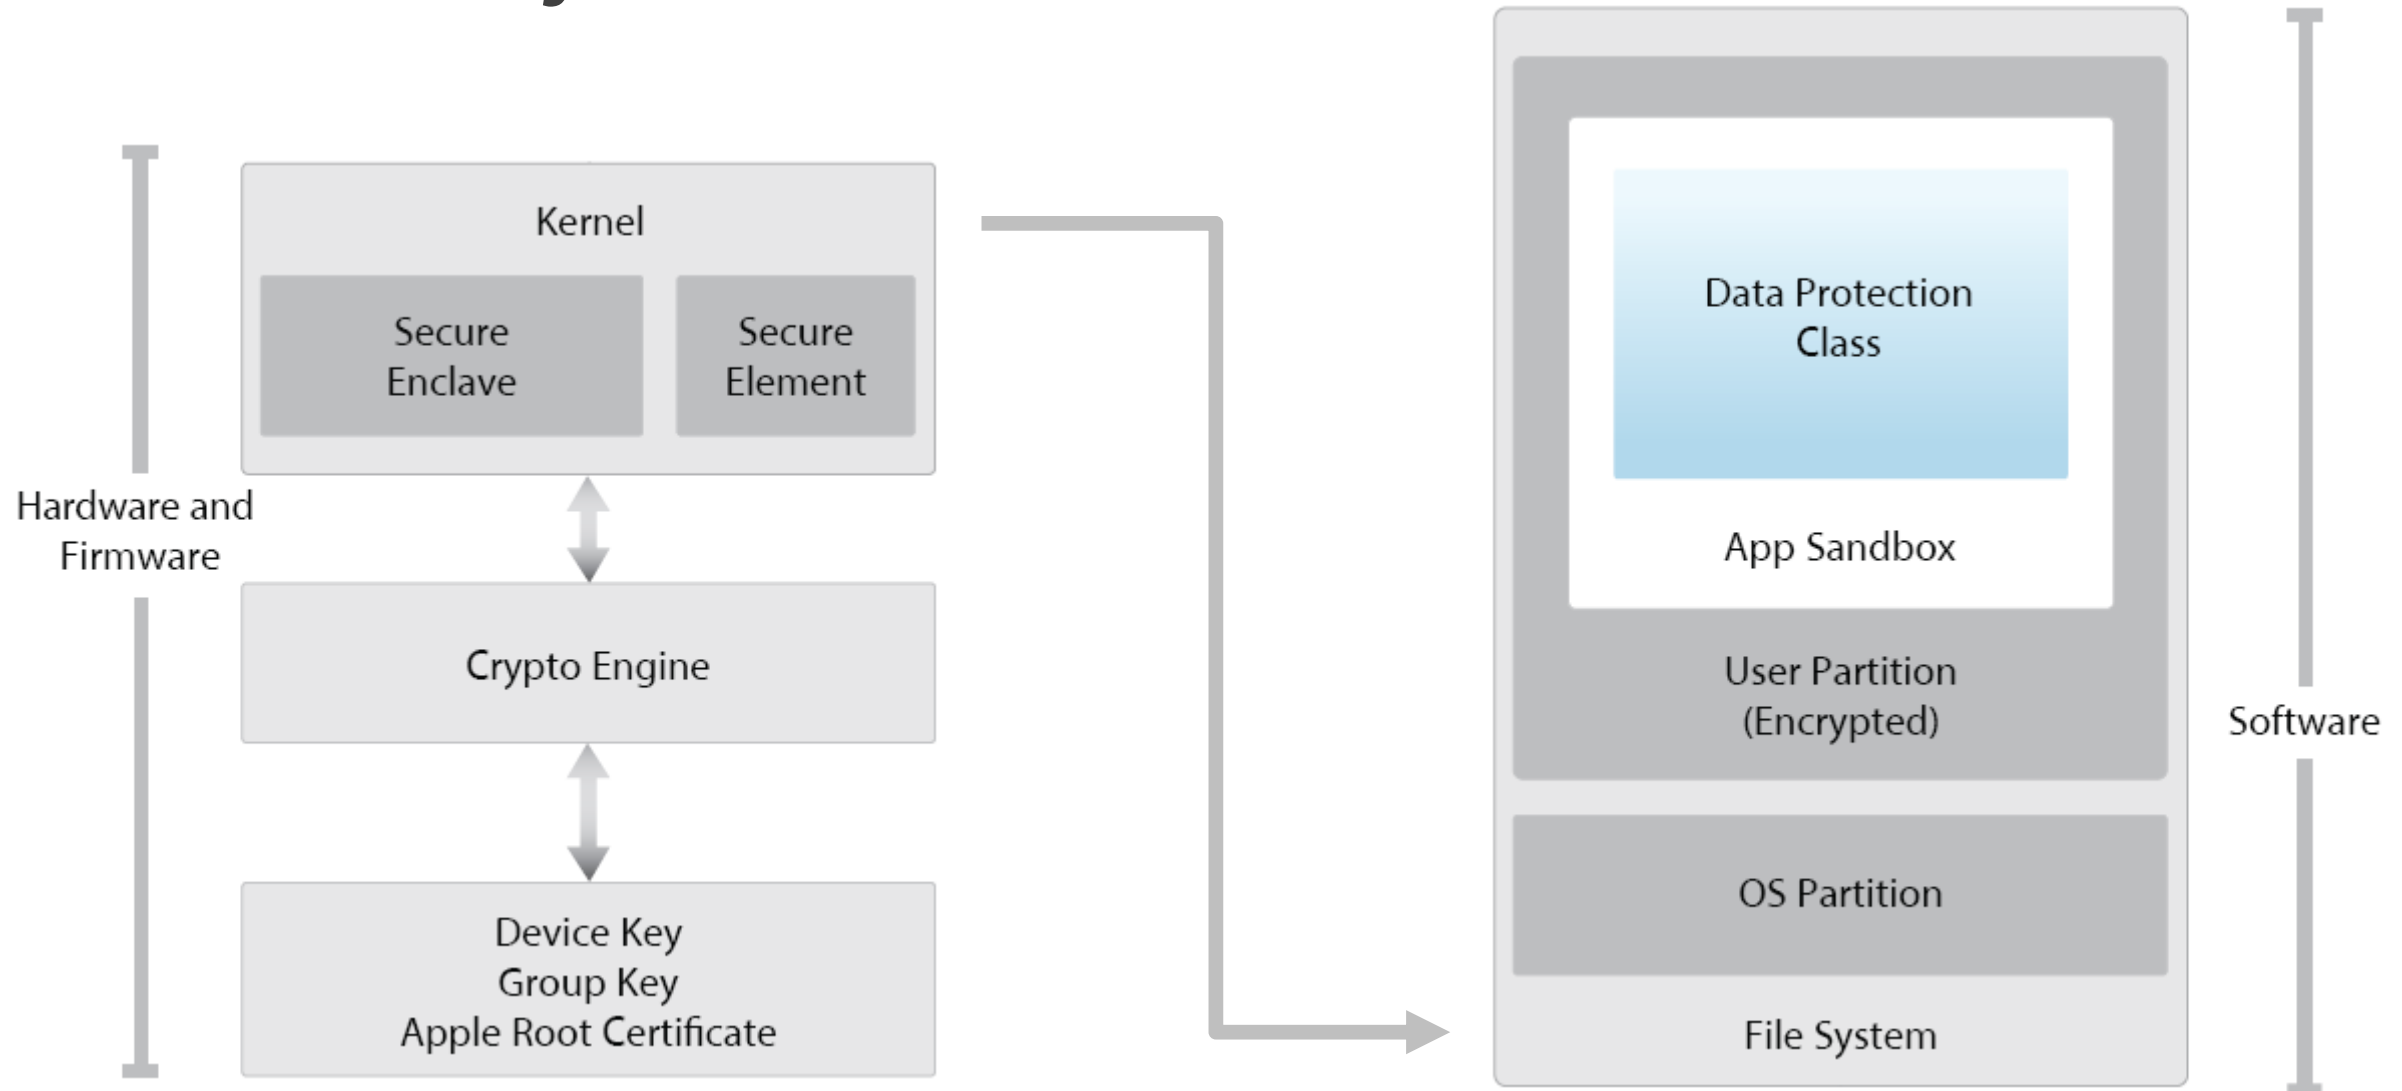 Hardware and
Firmware
Kernel
Secure
Enclave
Secure
Element
Crypto Engine
Device Key
Group Key
Apple Root Certificate
Data Protection
Class
App Sandbox
User Partition
(Encrypted)
OS Partition
File System
Software